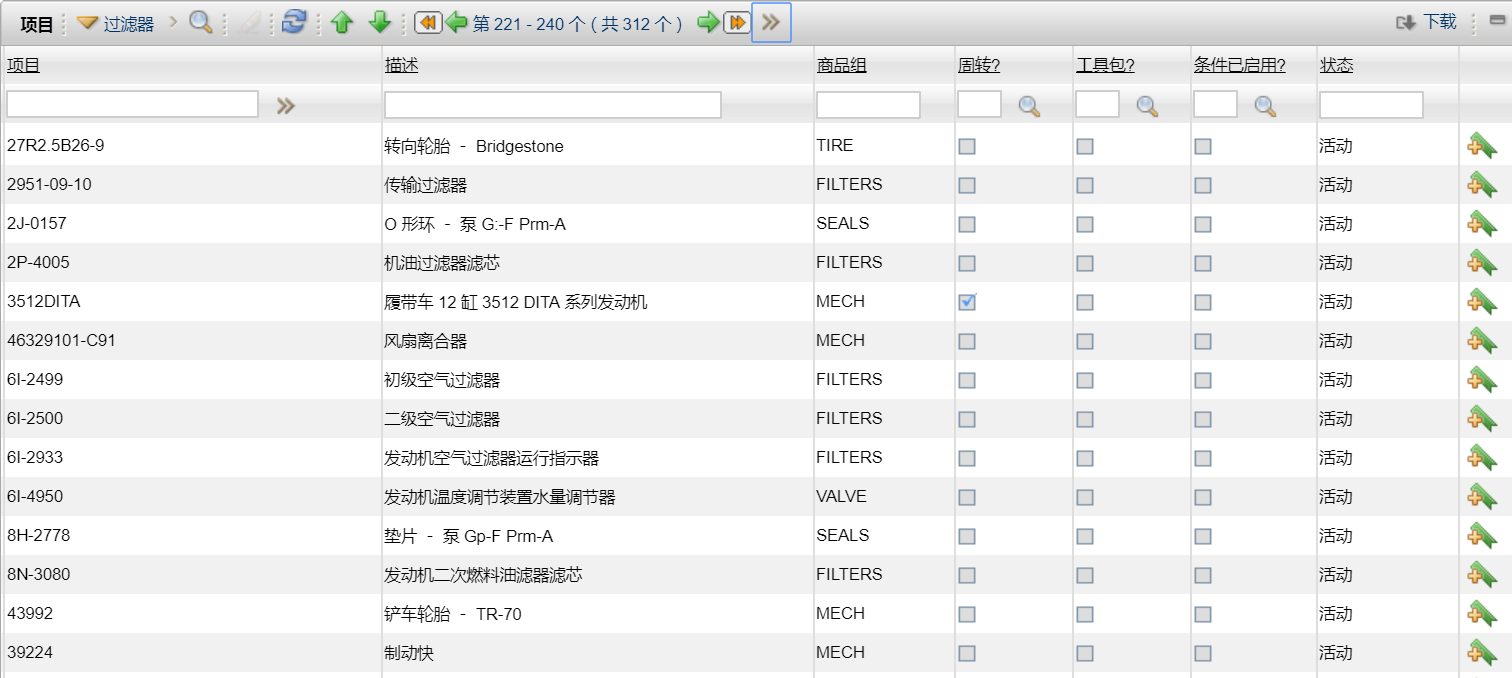 项目 过滤器 第 221 - 240 个 ( 共 312 个 ) 下载
项目 描述 商品组 周转? 工具包? 条件已启用? 状态
27R2.5B26-9 转向轮胎 - Bridgestone TIRE 活动
2951-09-10 传输过滤器 FILTERS 活动
2J-0157 O 形环 - 泵 G:-F Prm-A SEALS 活动
2P-4005 机油过滤器滤芯 FILTERS 活动
3512DITA 履带车 12 缸 3512 DITA 系列发动机 MECH 活动
46329101-C91 风扇离合器 MECH 活动
6I-2499 初级空气过滤器 FILTERS 活动
6I-2500 二级空气过滤器 FILTERS 活动
6I-2933 发动机空气过滤器运行指示器 FILTERS 活动
6I-4950 发动机温度调节装置水量调节器 VALVE 活动
8H-2778 垫片 - 泵 Gp-F Prm-A SEALS 活动
8N-3080 发动机二次燃料油滤器滤芯 FILTERS 活动
43992 铲车轮胎 - TR-70 MECH 活动
39224 制动快 MECH 活动